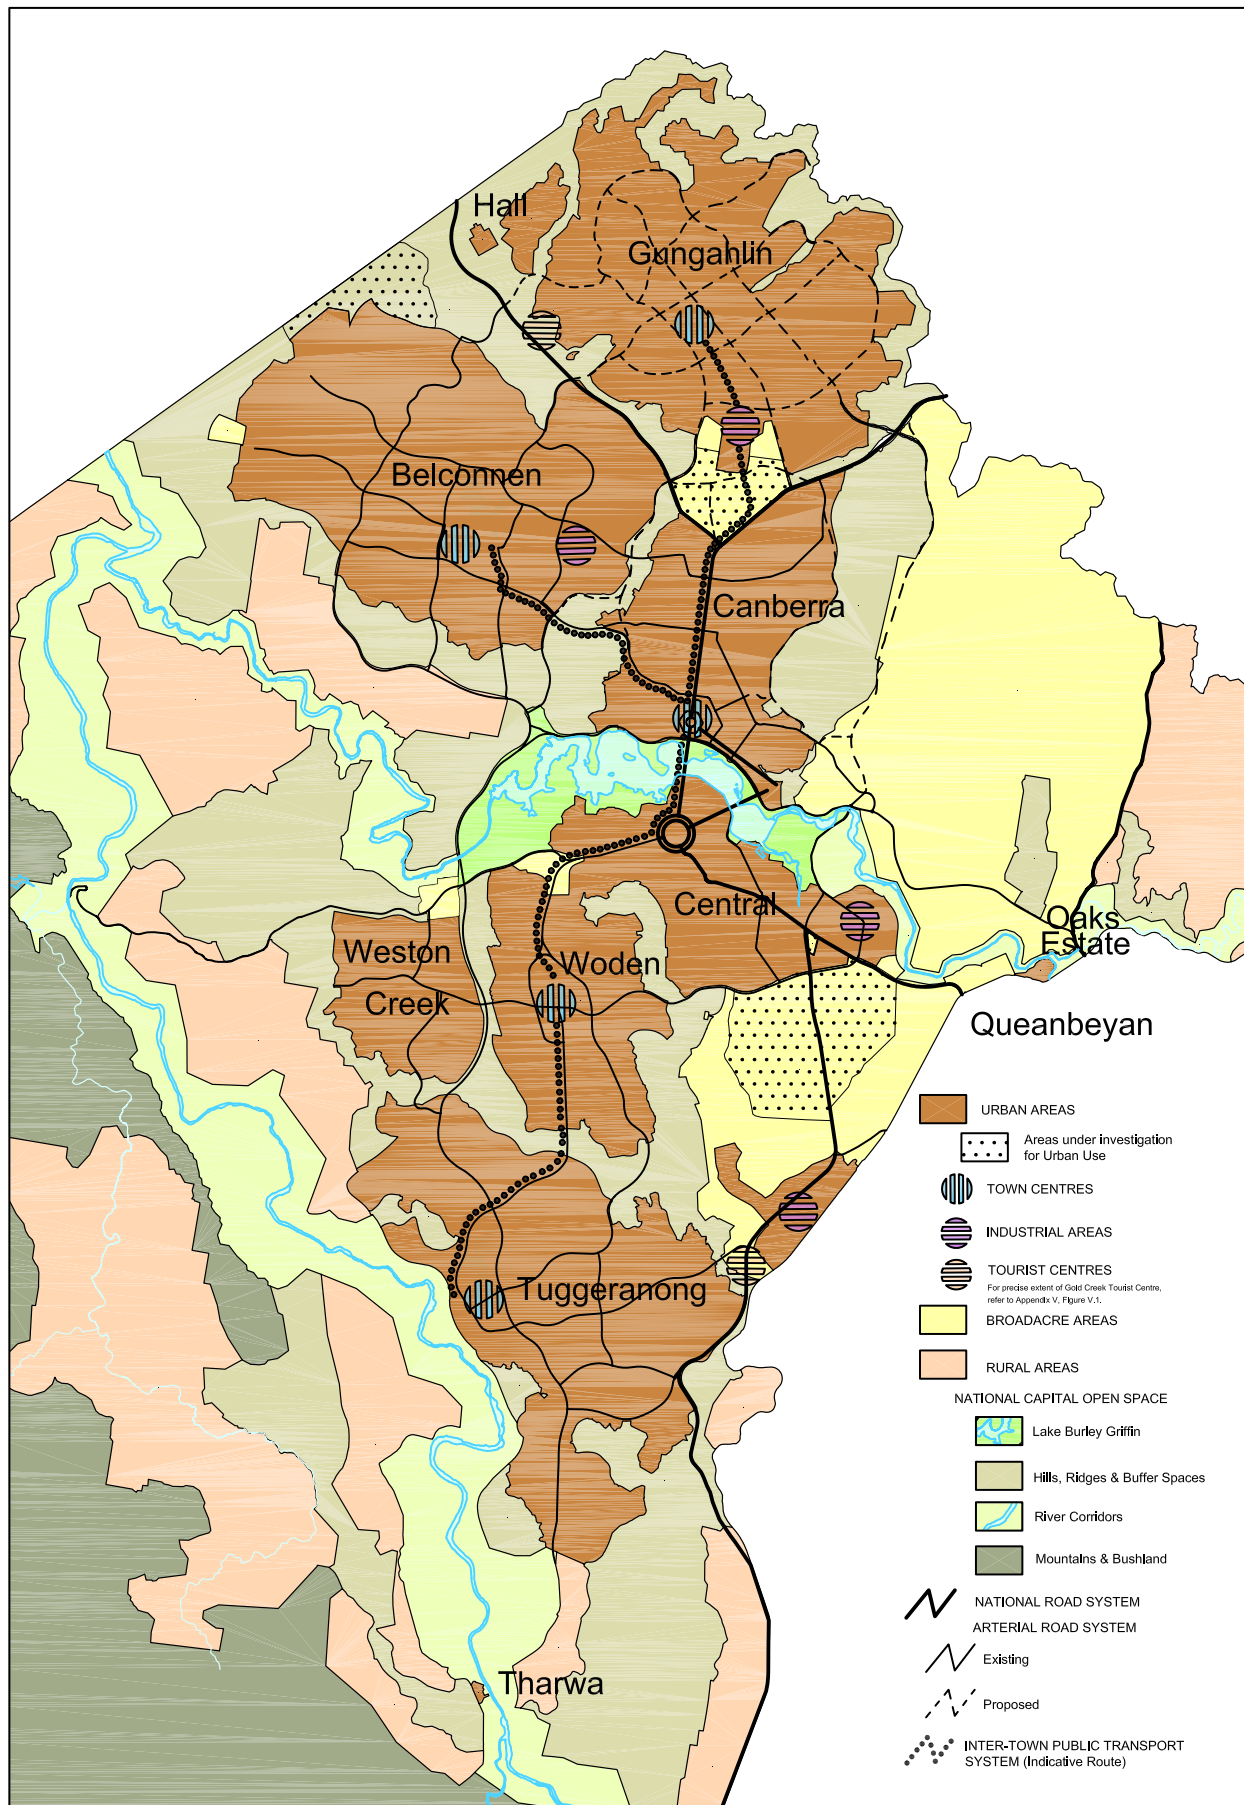 Hall
Gungahlin
Belconnen
Canberra
Central
Oaks
Estate
Weston
Creek
Woden
Queanbeyan
Tuggeranong
Tharwa
URBAN AREAS
Areas under investigation
for Urban Use
TOWN CENTRES
INDUSTRIAL AREAS
TOURIST CENTRES
For precise extent of Gold Creek Tourist Centre,
refer to Appendix V, Figure V.1.
BROADACRE AREAS
RURAL AREAS
NATIONAL CAPITAL OPEN SPACE
Lake Burley Griffin
Hills, Ridges & Buffer Spaces
River Corridors
Mountains & Bushland
NATIONAL ROAD SYSTEM
ARTERIAL ROAD SYSTEM
Existing
Proposed
INTER-TOWN PUBLIC TRANSPORT
SYSTEM (Indicative Route)